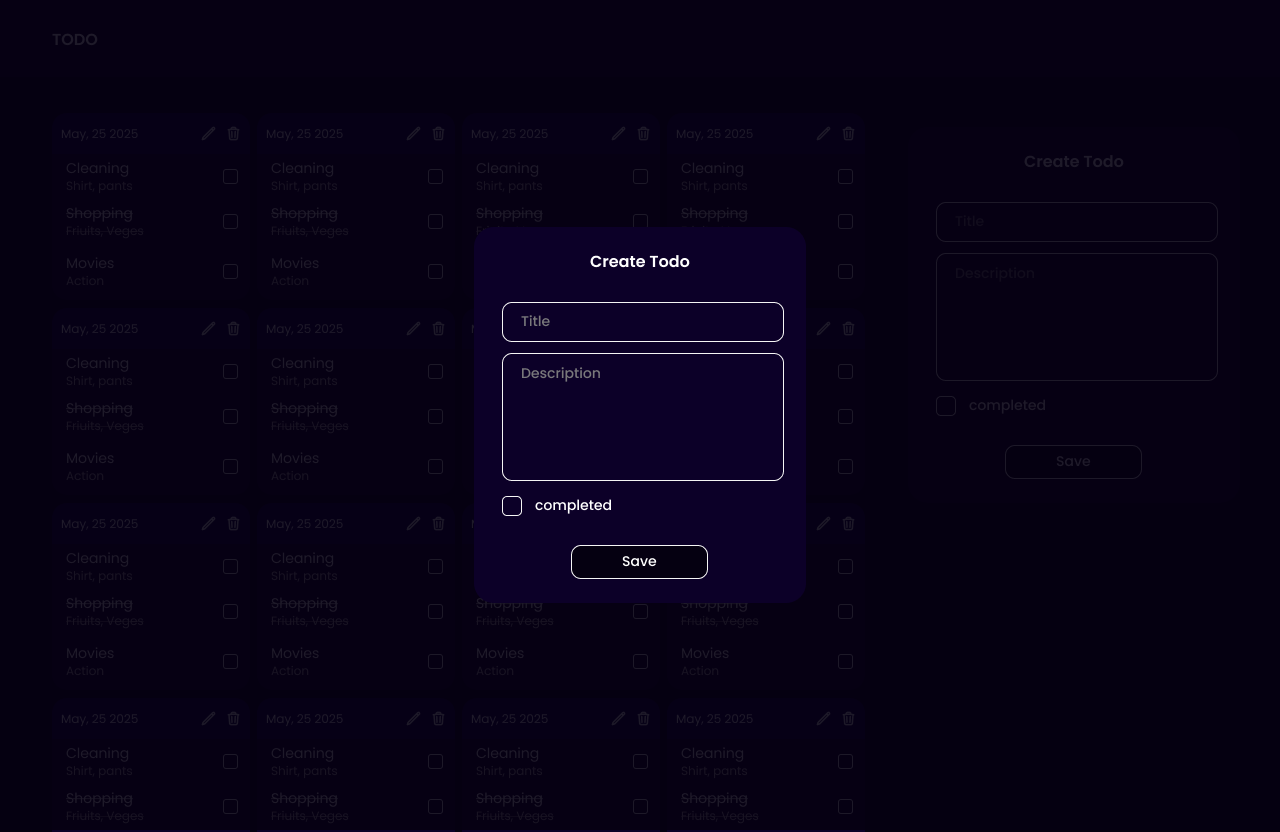 TODO
May, 25 2025
Cleaning
Shirt, pants
Shopping
Friuits, Veges
Movies
Action
May, 25 2025
Cleaning
Shirt, pants
Shopping
Friuits, Veges
Movies
Action
May, 25 2025
Cleaning
Shirt, pants
Shopping
May, 25 2025
Cleaning
Shirt, pants
Shopping
Create Todo
Title
Description
completed
Save
Create Todo
Title
Description
completed
Save
May, 25 2025
Cleaning
Shirt, pants
Shopping
Friuits, Veges
Movies
Action
May, 25 2025
Cleaning
Shirt, pants
Shopping
Friuits, Veges
Movies
Action
May, 25 2025
Cleaning
Shirt, pants
Shopping
Friuits, Veges
Movies
Action
May, 25 2025
Cleaning
Shirt, pants
Shopping
Friuits, Veges
Movies
Action
Shopping
Friuits, Veges
Movies
Action
Shopping
Friuits, Veges
Movies
Action
May, 25 2025
Cleaning
Shirt, pants
Shopping
Friuits, Veges
May, 25 2025
Cleaning
Shirt, pants
Shopping
Friuits, Veges
May, 25 2025
Cleaning
Shirt, pants
Shopping
Friuits, Veges
May, 25 2025
Cleaning
Shirt, pants
Shopping
Friuits, Veges